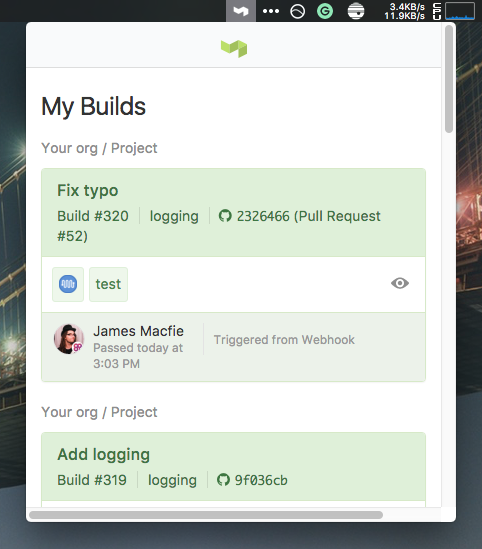 3.4KB/s
11.9KB/s
CPU
My Builds
Your org / Project
Fix typo
Build #320
logging
2326466 (Pull Request
#52)
test
James Macfie
Passed today at
3:03 PM
Triggered from Webhook
Your org / Project
Add logging
Build #319
logging
9f036cb